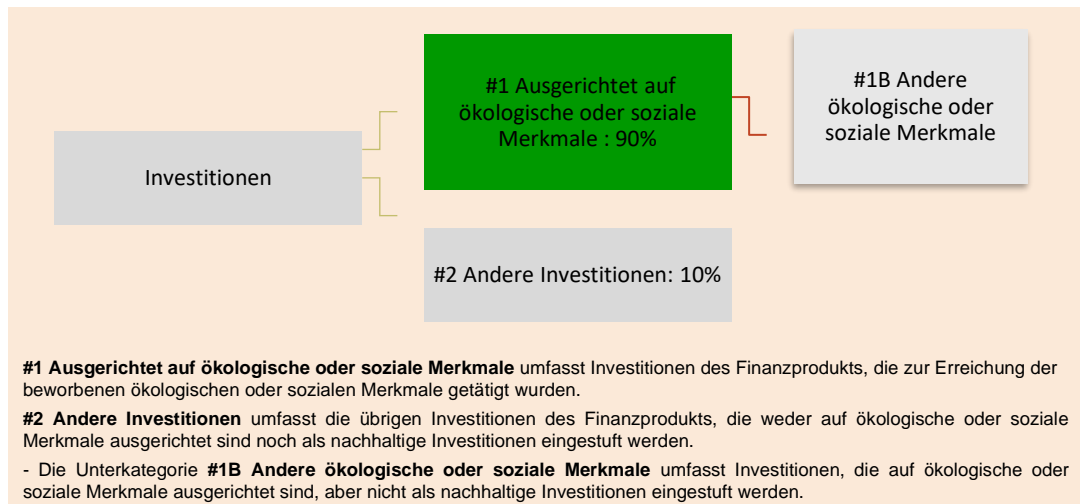 #1 Ausgerichtet auf
ökologische oder soziale
Merkmale : 90%
#1B Andere
ökologische oder
soziale Merkmale
Investitionen
#2 Andere Investitionen: 10%
#1 Ausgerichtet auf ökologische oder soziale Merkmale umfasst Investitionen des Finanzprodukts, die zur Erreichung der
beworbenen ökologischen oder sozialen Merkmale getätigt wurden.
#2 Andere Investitionen umfasst die übrigen Investitionen des Finanzprodukts, die weder auf ökologische oder soziale
Merkmale ausgerichtet sind noch als nachhaltige Investitionen eingestuft werden.
- Die Unterkategorie #1B Andere ökologische oder soziale Merkmale umfasst Investitionen, die auf ökologische oder
soziale Merkmale ausgerichtet sind, aber nicht als nachhaltige Investitionen eingestuft werden.